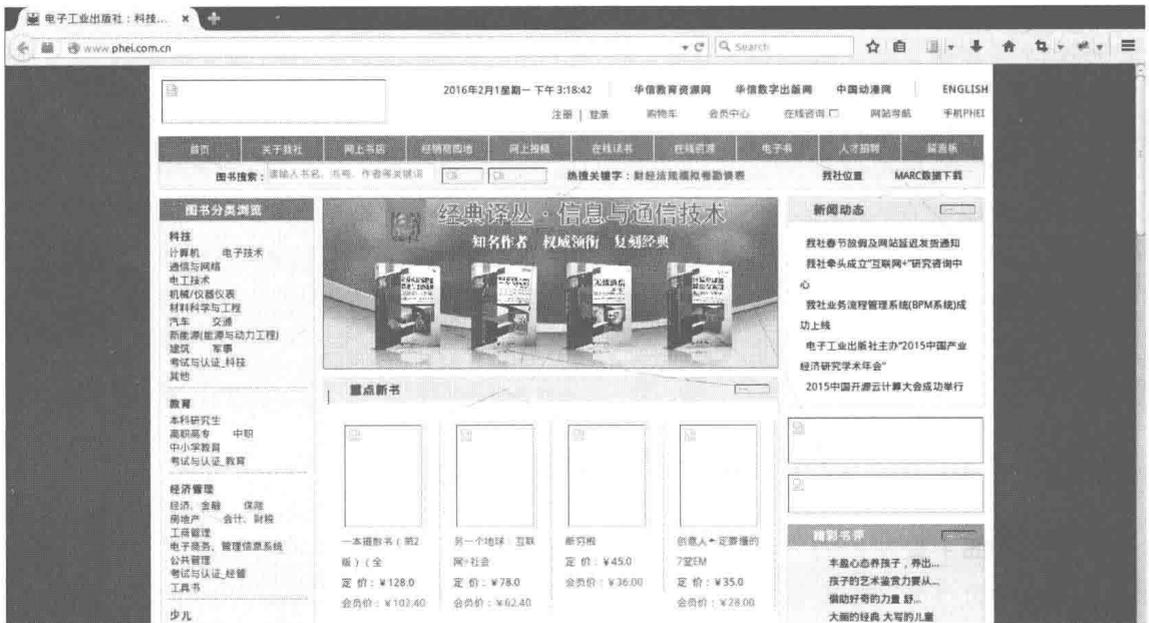 电子工业出版社：科技...
www.phei.com.cn
Search
2016年2月1星期一 下午 3:18:42
华信教育资源网
华信数字出版网
中国动漫网
ENGLISH
注册 | 登录
购物车
会员中心
在线咨询
网站导航
手机PHEI
首页
关于我社
网上书店
经销商园地
网上投稿
在线读书
在线资源
电子书
人才招聘
留言板
图书搜索：
请输入书名、书号、作者等关键词
热搜关键字：财经法规模拟卷勤俵表
我社位置
MARC数据下载
图书分类浏览
科技
计算机 电子技术
通信与网络
电工技术
机械/仪器仪表
材料科学与工程
汽车 交通
新能源(能源与动力工程)
建筑 军事
考试与认证_科技
其他
教育
本科研究生
高职高专 中职
中小学教育
考试与认证_教育
经济管理
经济、金融 保险
房地产 会计、财税
工商管理
电子商务、管理信息系统
公共管理
考试与认证_经管
工具书
少儿
经典译丛·信息与通信技术
知名作者 权威领衔 复刻经典
重点新书
一本摄影书（第2
版）（全
定 价：￥128.0
会员价：￥102.40
另一个地球：互联
网+社会
定 价：￥78.0
会员价：￥62.40
断穷根
定 价：￥45.0
会员价：￥36.00
创意人一定要懂的
7堂EM
定 价：￥35.0
会员价：￥28.00
新闻动态
我社春节放假及网站延迟发货通知
我社牵头成立"互联网+"研究咨询中
心
我社业务流程管理系统(BPM系统)成
功上线
电子工业出版社主办"2015中国产业
经济研究学术年会"
2015中国开源云计算大会成功举行
精彩书评
丰盈心态养孩子，养出...
孩子的艺术鉴赏力要从...
借助好奇的力量 舒...
大画的经典 大写的儿童